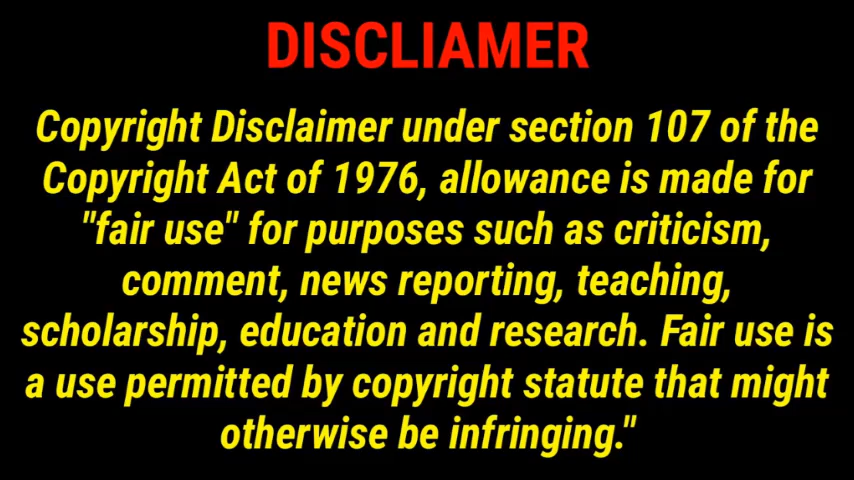 DISCLIAMER
Copyright Disclaimer under section 107 of the
Copyright Act of 1976, allowance is made for
"fair use" for purposes such as criticism,
comment, news reporting, teaching,
scholarship, education and research. Fair use is
a use permitted by copyright statute that might
otherwise be infringing."